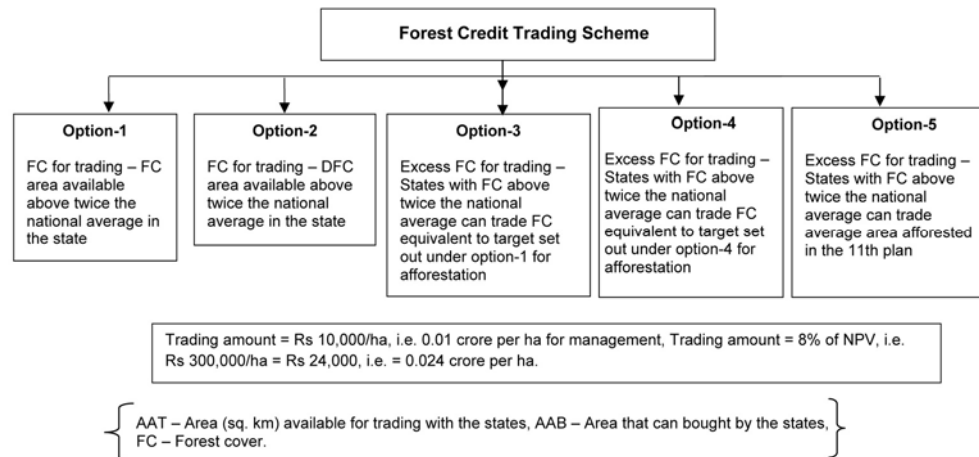 Forest Credit Trading Scheme
Option-1
FC for trading – FC
area available
above twice the
national average in
the state
Option-2
FC for trading – DFC
area available above
twice the national
average in the state
Option-3
Excess FC for trading –
States with FC above
twice the national
average can trade FC
equivalent to target set
out under option-1 for
afforestation
Option-4
Excess FC for trading –
States with FC above
twice the national
average can trade FC
equivalent to target set
out under option-4 for
afforestation
Option-5
Excess FC for trading –
States with FC above
twice the national
average can trade
average area afforested
in the 11th plan
Trading amount = Rs 10,000/ha, i.e. 0.01 crore per ha for management, Trading amount = 8% of NPV, i.e.
Rs 300,000/ha = Rs 24,000, i.e. = 0.024 crore per ha.
AAT – Area (sq. km) available for trading with the states, AAB – Area that can bought by the states,
FC – Forest cover.